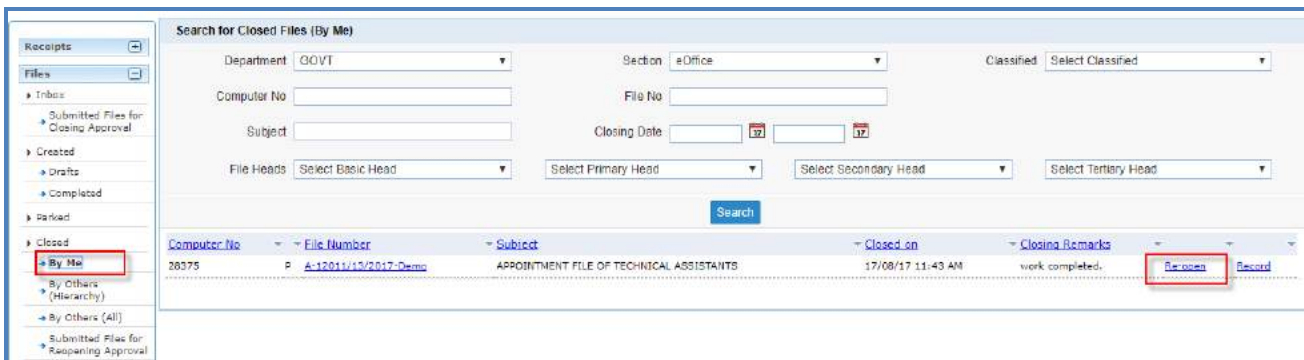 Receipts
Files
Inbox
Submitted Files for
Closing Approval
Created
Drafts
Completed
Parked
Closed
By Me
By Others
(Hierarchy)
By Others (All)
Submitted Files for
Reopening Approval
Search for Closed Files (By Me)
Department GOVT Section eOffice Classified Select Classified
Computer No File No
Subject Closing Date 17 17
File Heads Select Basic Head Select Primary Head Select Secondary Head Select Tertiary Head
Search
Computer No File Number Subject Closed on Closing Remarks
28375 P A-12011/13/2017-Demo APPOINTMENT FILE OF TECHNICAL ASSISTANTS 17/08/17 11:43 AM work completed. Re-open Record